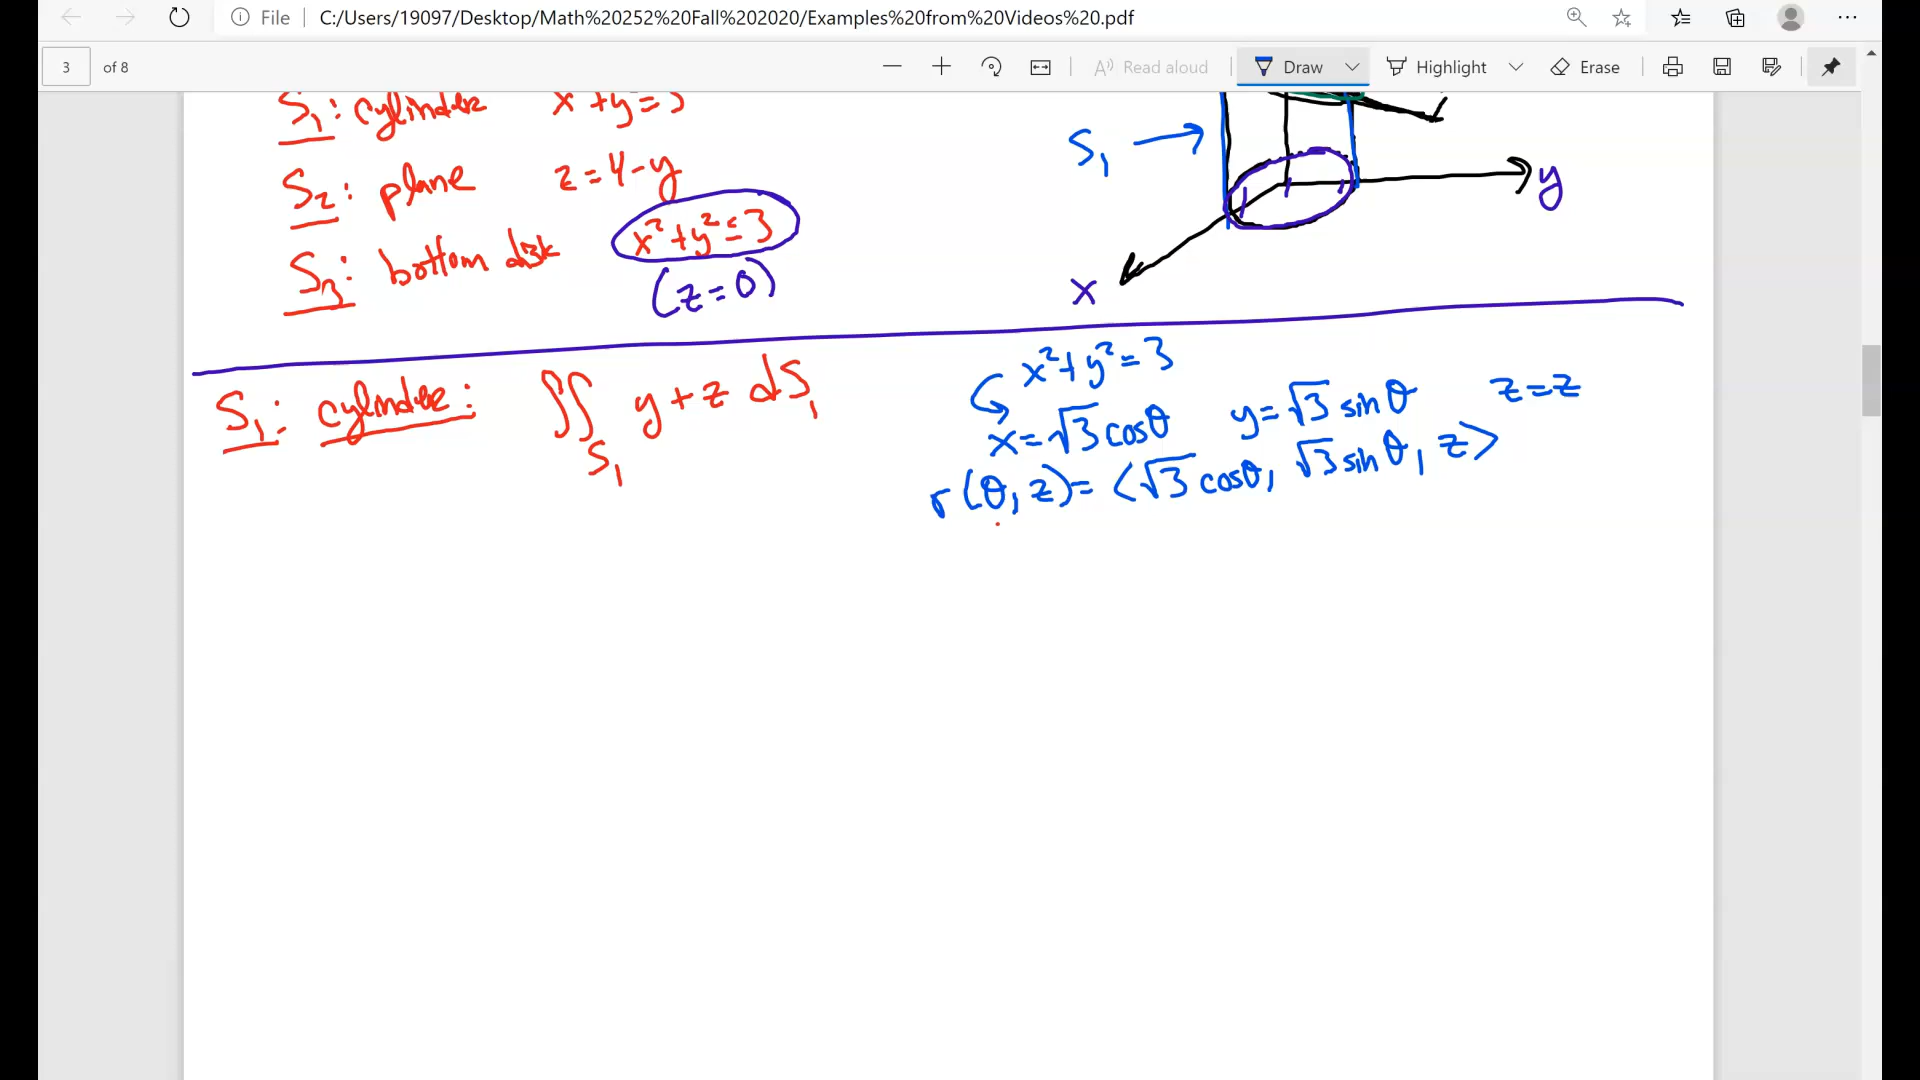 File C:/Users/19097/Desktop/Math%20252%20Fall%202020/Examples%20from%20Videos%20.pdf
3 of 8 Read aloud Draw Highlight Erase
S₁: cylinder x +y =3
S₂: plane z=4-y
S₃: bottom disk x²+y²≤3
(z=0)
S₁ →
y
x
S₁: cylinder: ∬_S₁ y+z dS₁
x²+y²=3
x=√3cosθ y=√3 sinθ z=z
r(θ,z)=⟨√3 cosθ, √3 sinθ, z⟩